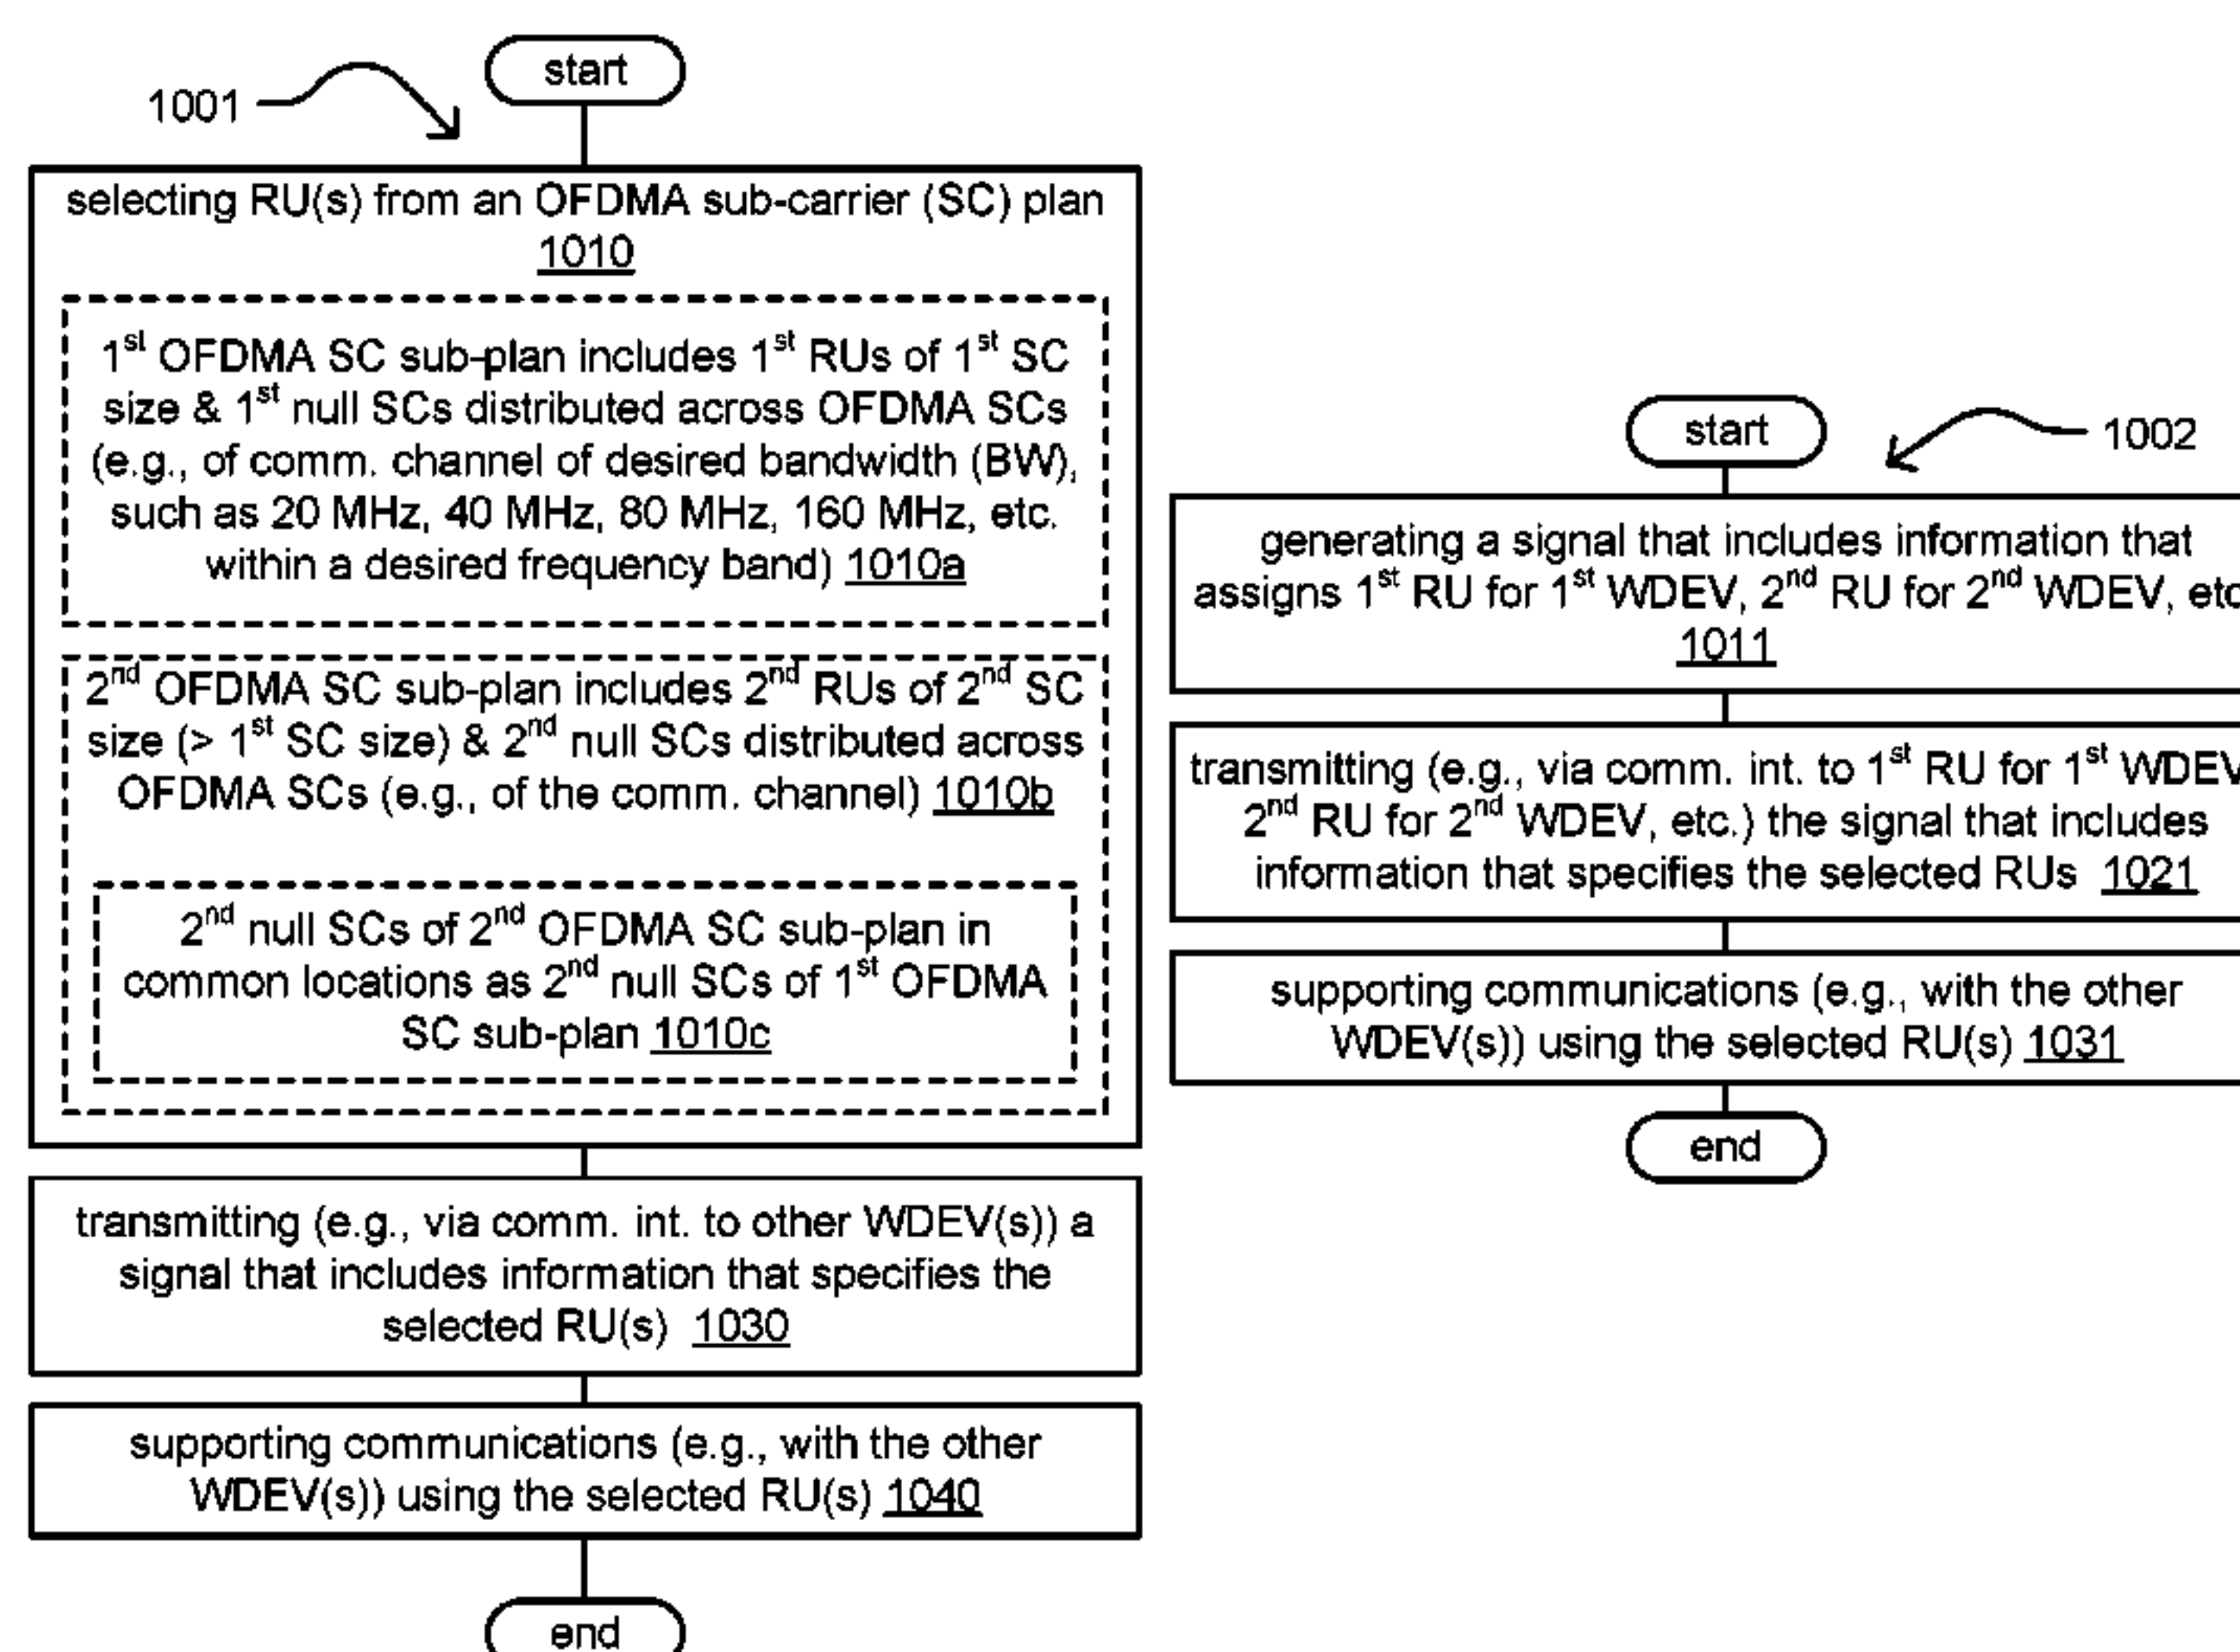 start
1001
selecting RU(s) from an OFDMA sub-carrier (SC) plan
1010
1st OFDMA SC sub-plan includes 1st RUs of 1st SC
size & 1st null SCs distributed across OFDMA SCs
(e.g., of comm. channel of desired bandwidth (BW),
such as 20 MHz, 40 MHz, 80 MHz, 160 MHz, etc.
within a desired frequency band) 1010a
2nd OFDMA SC sub-plan includes 2nd RUs of 2nd SC
size (> 1st SC size) & 2nd null SCs distributed across
OFDMA SCs (e.g., of the comm. channel) 1010b
2nd null SCs of 2nd OFDMA SC sub-plan in
common locations as 2nd null SCs of 1st OFDMA
SC sub-plan 1010c
transmitting (e.g., via comm. int. to other WDEV(s)) a
signal that includes information that specifies the
selected RU(s) 1030
supporting communications (e.g., with the other
WDEV(s)) using the selected RU(s) 1040
end
start
1002
generating a signal that includes information that
assigns 1st RU for 1st WDEV, 2nd RU for 2nd WDEV, etc
1011
transmitting (e.g., via comm. int. to 1st RU for 1st WDEV
2nd RU for 2nd WDEV, etc.) the signal that includes
information that specifies the selected RUs 1021
supporting communications (e.g., with the other
WDEV(s)) using the selected RU(s) 1031
end